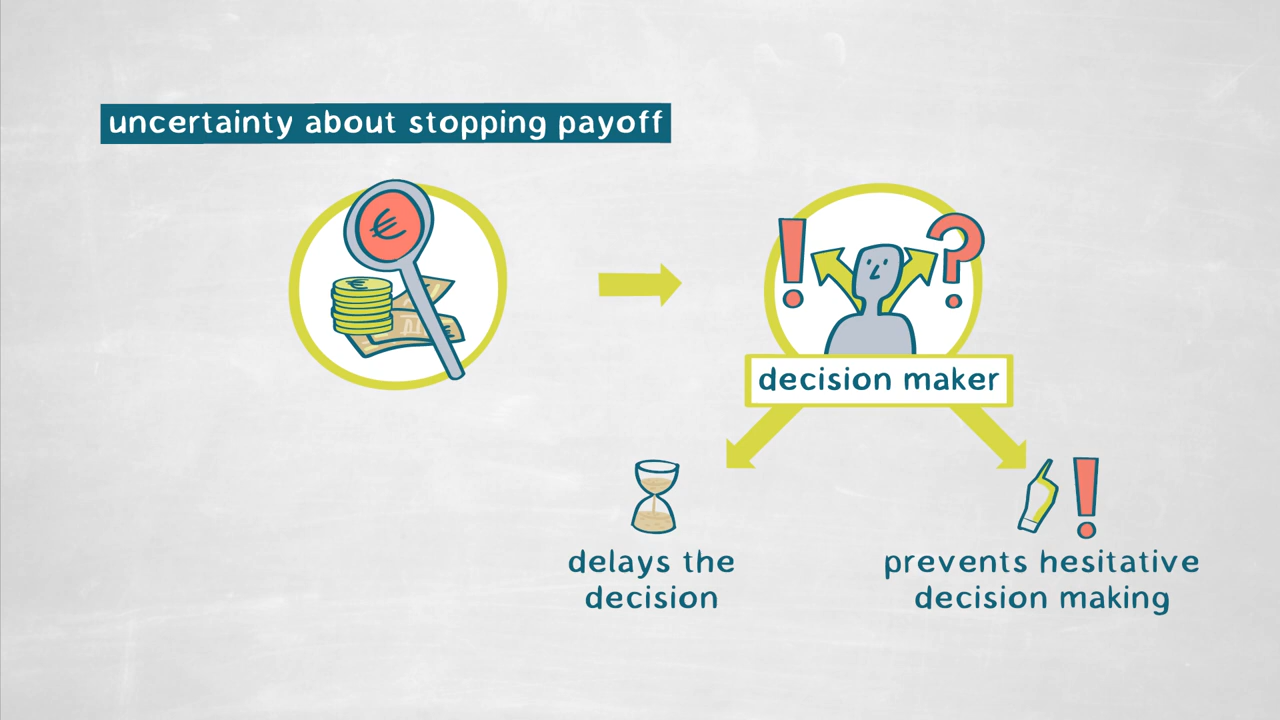 uncertainty about stopping payoff
€
€
€
! ?
decision maker
!
delays the
decision
prevents hesitative
decision making